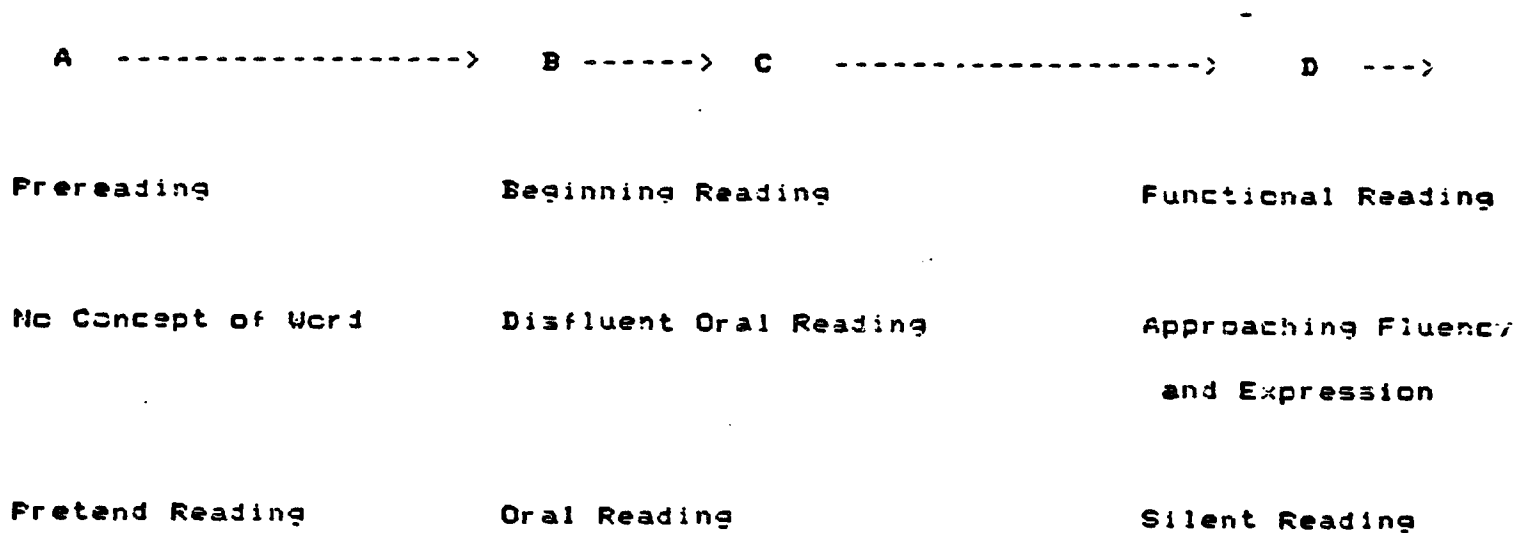 A ------------------> B ------> C --------------------> D --->
Prereading Beginning Reading Functional Reading
No Concept of Word Disfluent Oral Reading Approaching Fluency
and Expression
Pretend Reading Oral Reading Silent Reading